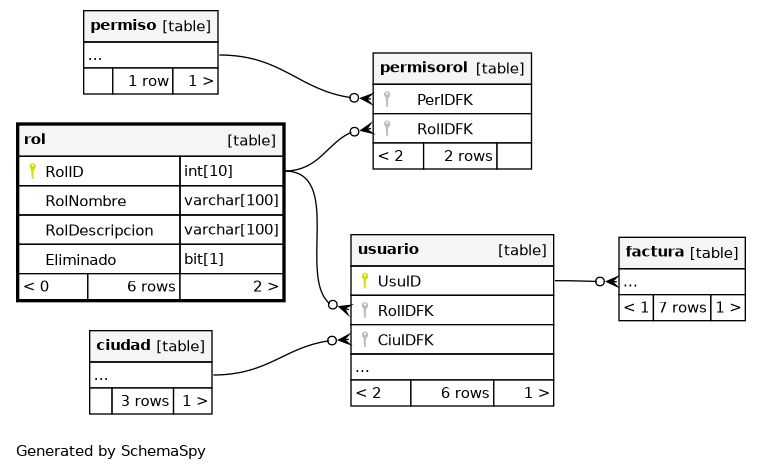 permiso [table]
...
1 row 1 >
permisorol [table]
PerIDFK
RolIDFK
< 2 2 rows
rol [table]
RolID int[10]
RolNombre varchar[100]
RolDescripcion varchar[100]
Eliminado bit[1]
< 0 6 rows 2 >
usuario [table]
UsuID
RolIDFK
CiuIDFK
...
< 2 6 rows 1 >
factura [table]
...
< 1 7 rows 1 >
ciudad [table]
...
3 rows 1 >
Generated by SchemaSpy